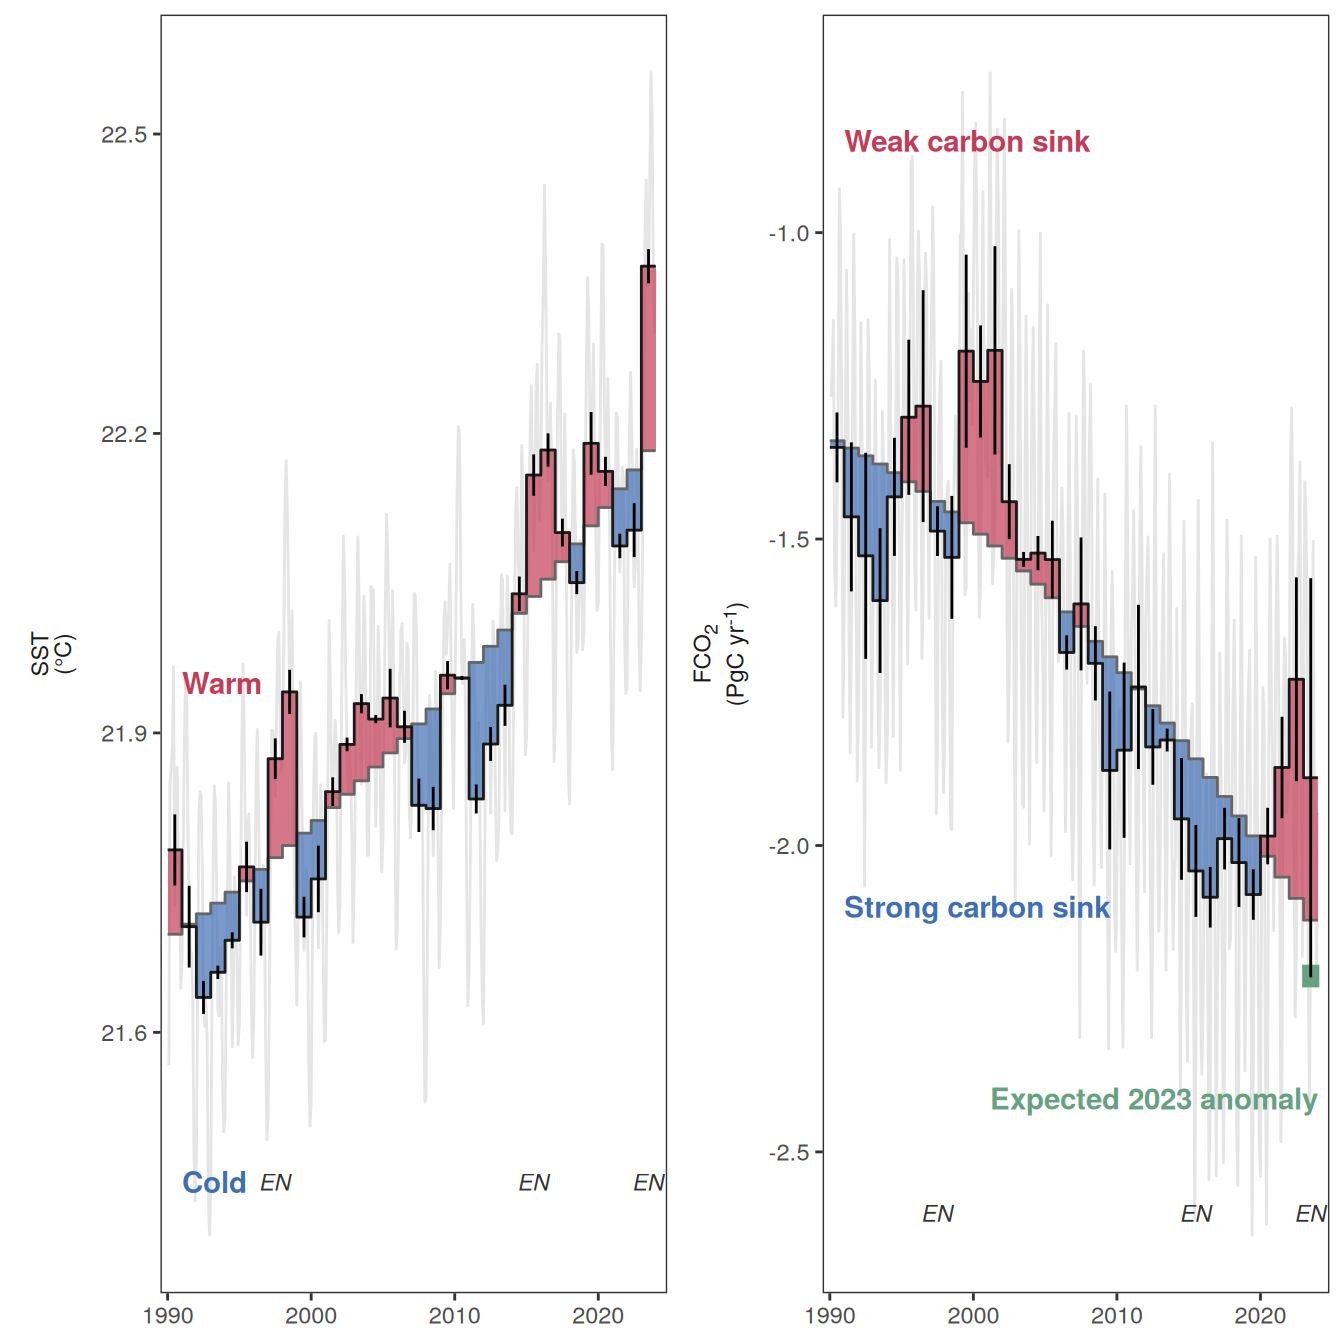 22.5
22.2
21.9
21.6
SST
(°C)
Warm
Cold
EN
EN
EN
1990
2000
2010
2020
-1.0
-1.5
-2.0
-2.5
FCO₂
(PgC yr⁻¹)
Weak carbon sink
Strong carbon sink
Expected 2023 anomaly
EN
EN
EN
1990
2000
2010
2020